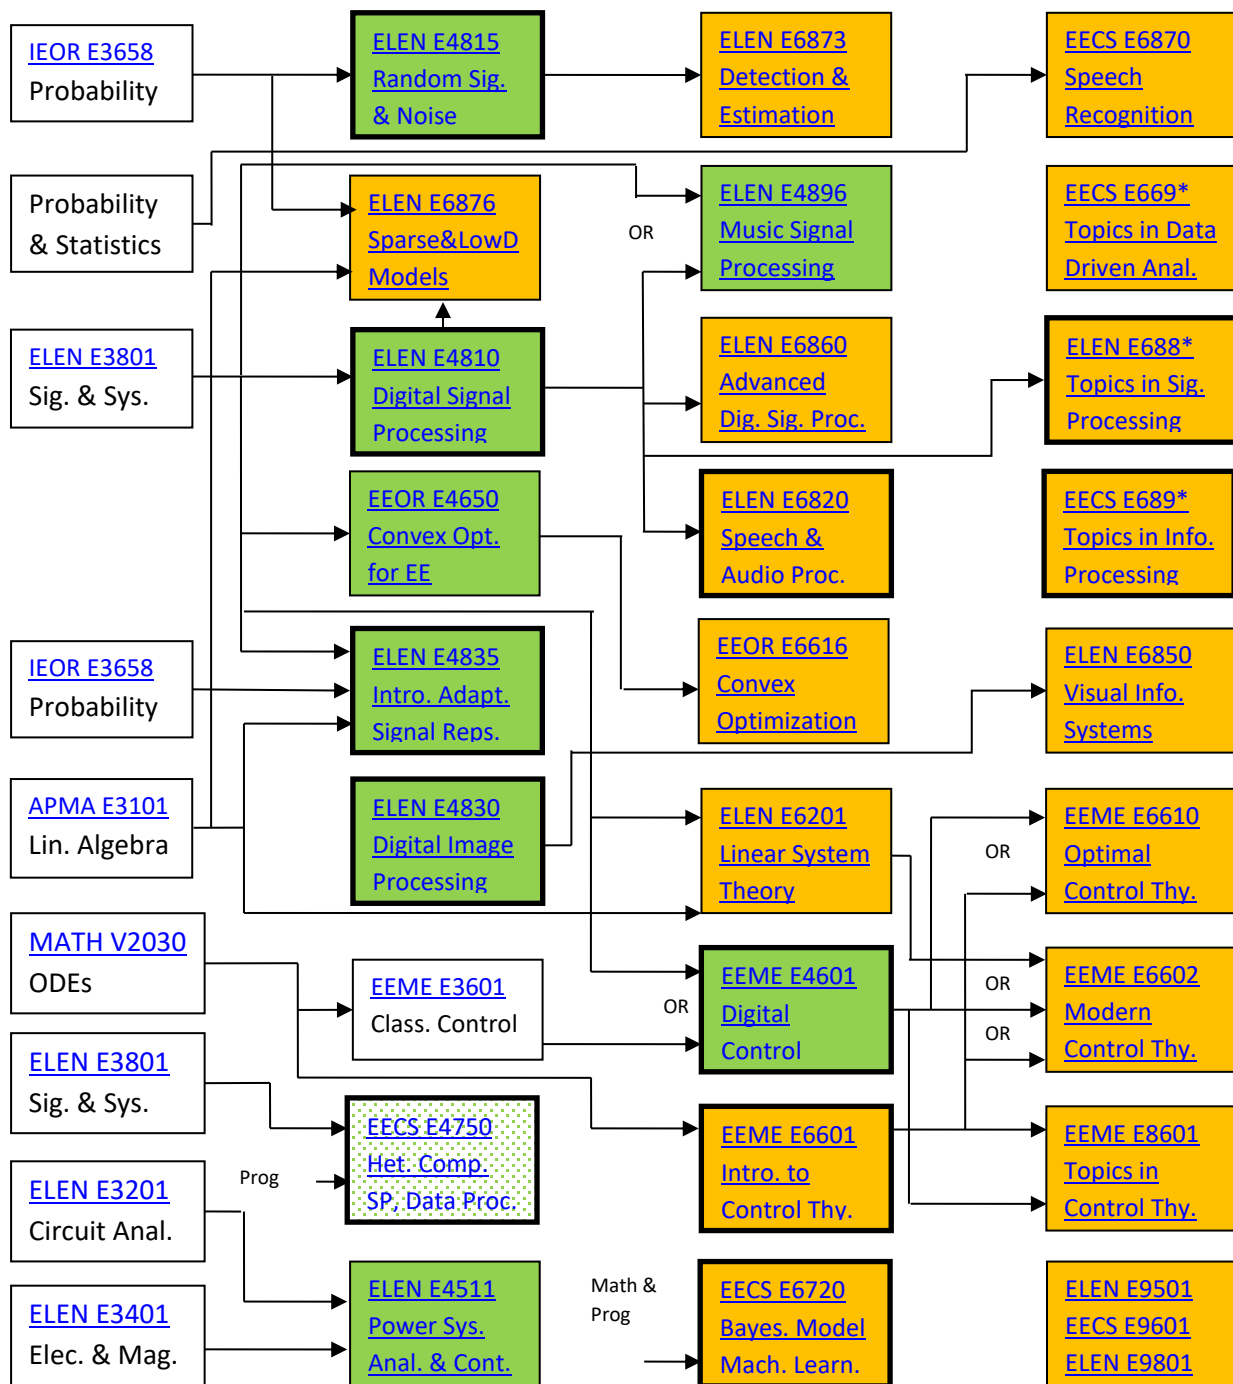 IEOR E3658
Probability
ELEN E4815
Random Sig.
& Noise
ELEN E6873
Detection &
Estimation
EECS E6870
Speech
Recognition
Probability
& Statistics
ELEN E6876
Sparse&LowD
Models
OR
ELEN E4896
Music Signal
Processing
EECS E669*
Topics in Data
Driven Anal.
ELEN E3801
Sig. & Sys.
ELEN E4810
Digital Signal
Processing
ELEN E6860
Advanced
Dig. Sig. Proc.
ELEN E688*
Topics in Sig.
Processing
EEOR E4650
Convex Opt.
for EE
ELEN E6820
Speech &
Audio Proc.
EECS E689*
Topics in Info.
Processing
IEOR E3658
Probability
ELEN E4835
Intro. Adapt.
Signal Reps.
EEOR E6616
Convex
Optimization
ELEN E6850
Visual Info.
Systems
APMA E3101
Lin. Algebra
ELEN E4830
Digital Image
Processing
ELEN E6201
Linear System
Theory
OR
EEME E6610
Optimal
Control Thy.
MATH V2030
ODEs
EEME E3601
Class. Control
OR
EEME E4601
Digital
Control
OR
OR
EEME E6602
Modern
Control Thy.
ELEN E3801
Sig. & Sys.
EECS E4750
Het. Comp.
SP, Data Proc.
Prog
EEME E6601
Intro. to
Control Thy.
EEME E8601
Topics in
Control Thy.
ELEN E3201
Circuit Anal.
ELEN E3401
Elec. & Mag.
ELEN E4511
Power Sys.
Anal. & Cont.
Math &
Prog
EECS E6720
Bayes. Model
Mach. Learn.
ELEN E9501
EECS E9601
ELEN E9801